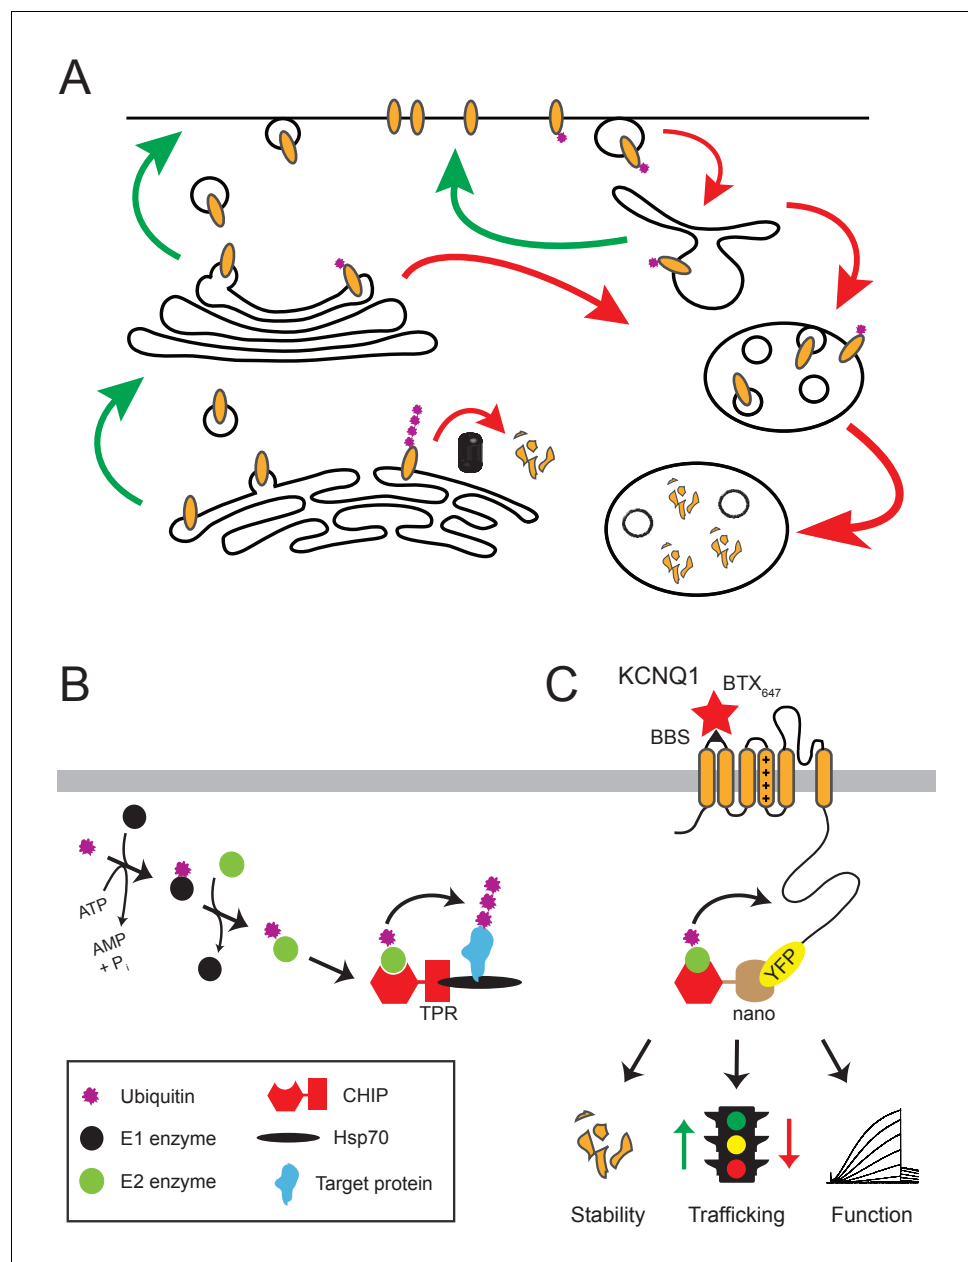 A
B
C
KCNQ1
BTX647
BBS
++++
ATP
AMP
+ Pi
TPR
YFP
nano
Ubiquitin
CHIP
E1 enzyme
Hsp70
E2 enzyme
Target protein
Stability
Trafficking
Function